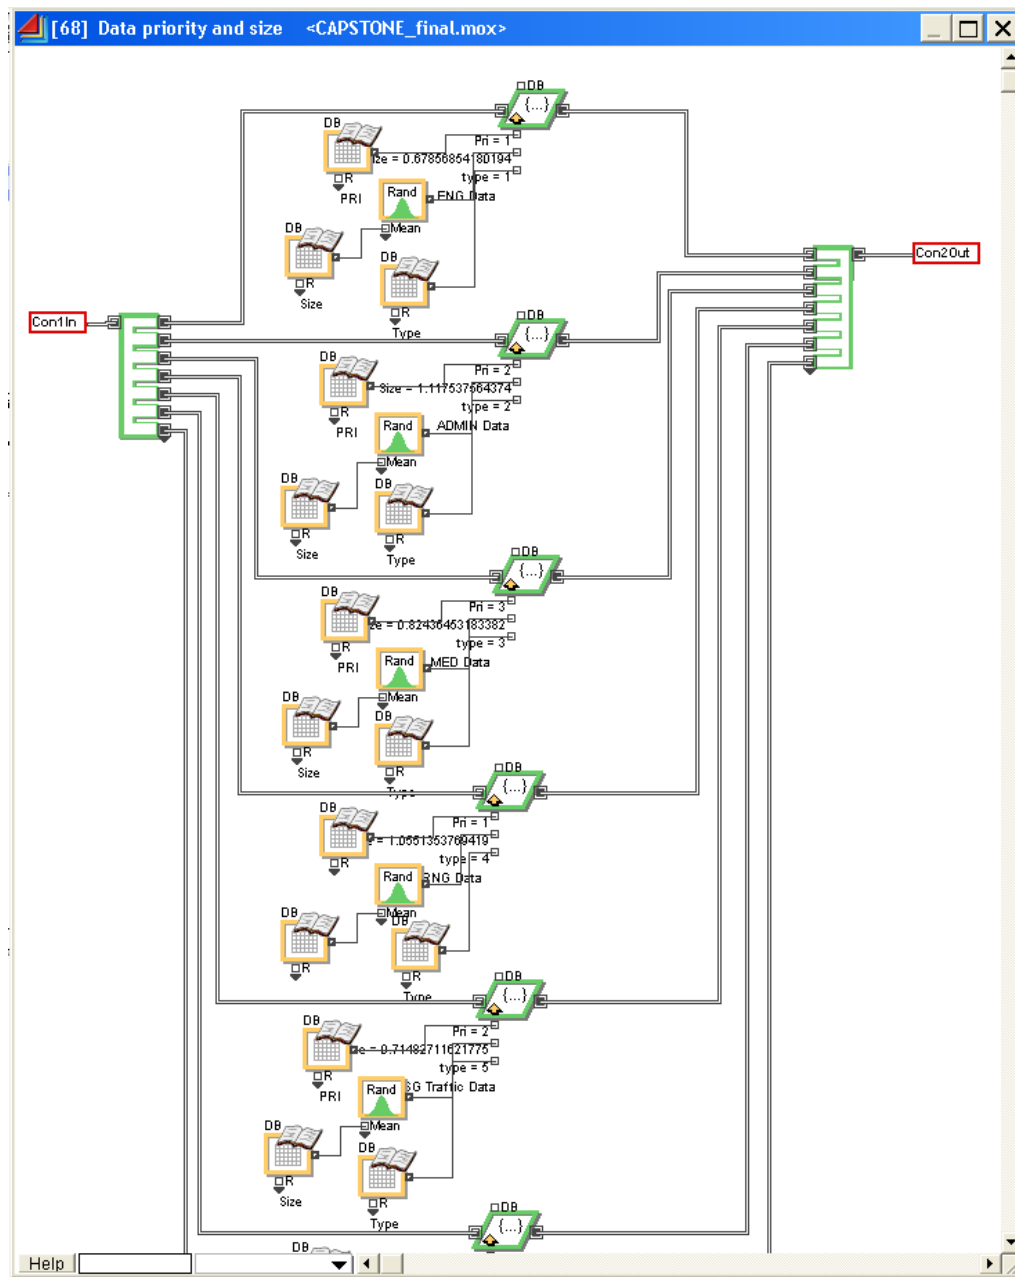 [68] Data priority and size <CAPSTONE_final.mox>
DB
{...}
DB
Pri = 1
ize = 0.67856854180194
type = 1
R
PRI
Rand
ENG Data
Mean
DB
R
Size
DB
R
Type
Con2Out
Con1In
DB
{...}
DB
Pri = 2
Size = 1.117537564374
type = 2
R
PRI
Rand
ADMIN Data
Mean
DB
R
Size
DB
R
Type
DB
{...}
DB
Pri = 3
ze = 0.82436453183382
type = 3
R
PRI
Rand
MED Data
Mean
DB
R
Size
DB
R
Type
DB
{...}
DB
Pri = 1
e = 1.0551353769419
type = 4
R
Rand
RNG Data
Mean
DB
R
DB
R
Type
DB
{...}
DB
Pri = 2
e = 0.71482711621775
type = 5
R
PRI
Rand
SG Traffic Data
Mean
DB
R
Size
DB
R
Type
DB
{...}
DB
Help